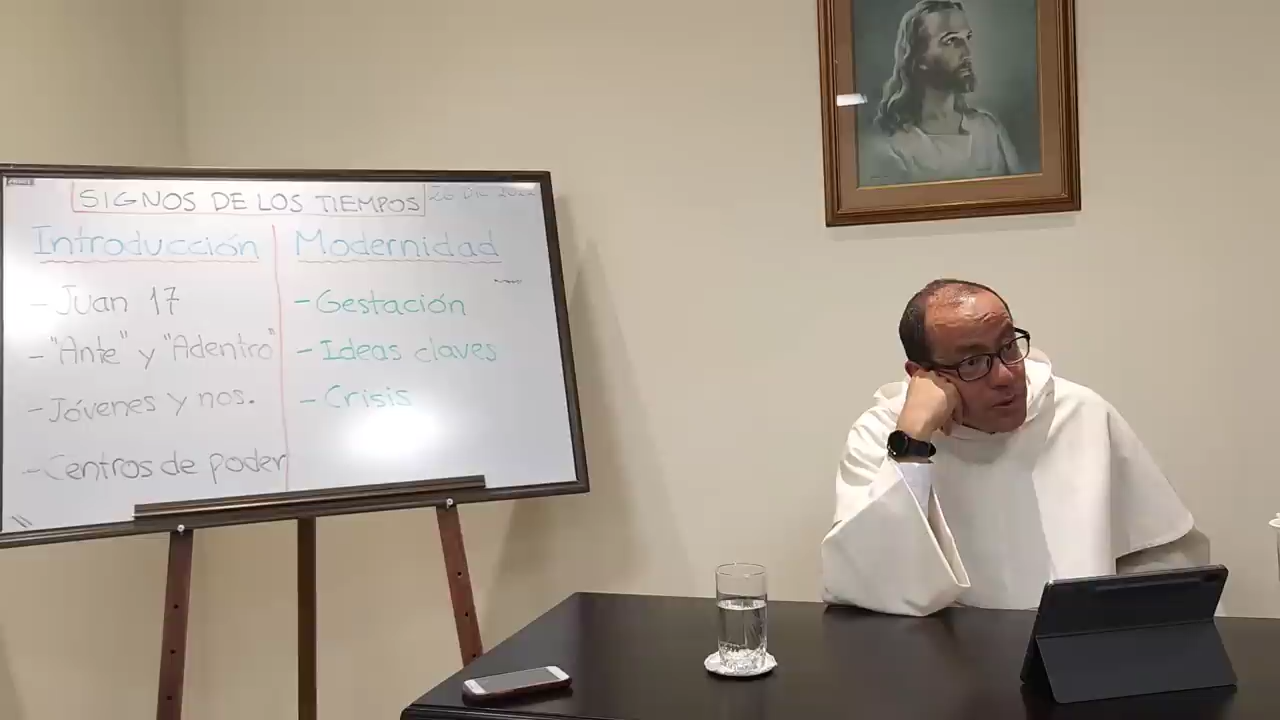 SIGNOS DE LOS TIEMPOS
Introducción
- Juan 17
- "Ante" y "Adentro"
- Jóvenes y nos.
- Centros de poder
Modernidad
- Gestación
- Ideas claves
- Crisis